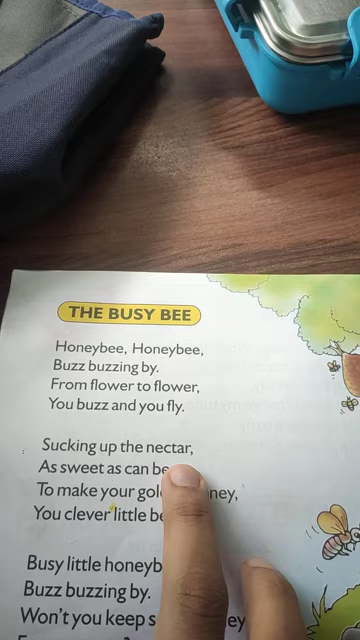 THE BUSY BEE
Honeybee, Honeybee,
Buzz buzzing by.
From flower to flower,
You buzz and you fly.
Sucking up the nectar,
As sweet as can be
To make your
You clever little
Busy little
Buzz buzzing by.
Won't you keep